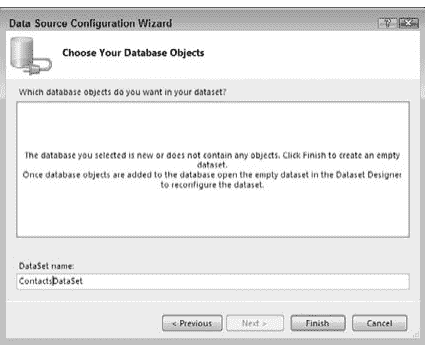 Data Source Configuration Wizard
Choose Your Database Objects
Which database objects do you want in your dataset?
The database you selected is new or does not contain any objects. Click Finish to create an empty
dataset.
Once database objects are added to the database open the empty dataset in the Dataset Designer
to reconfigure the dataset.
DataSet name:
ContactsDataSet
< Previous
Next >
Finish
Cancel